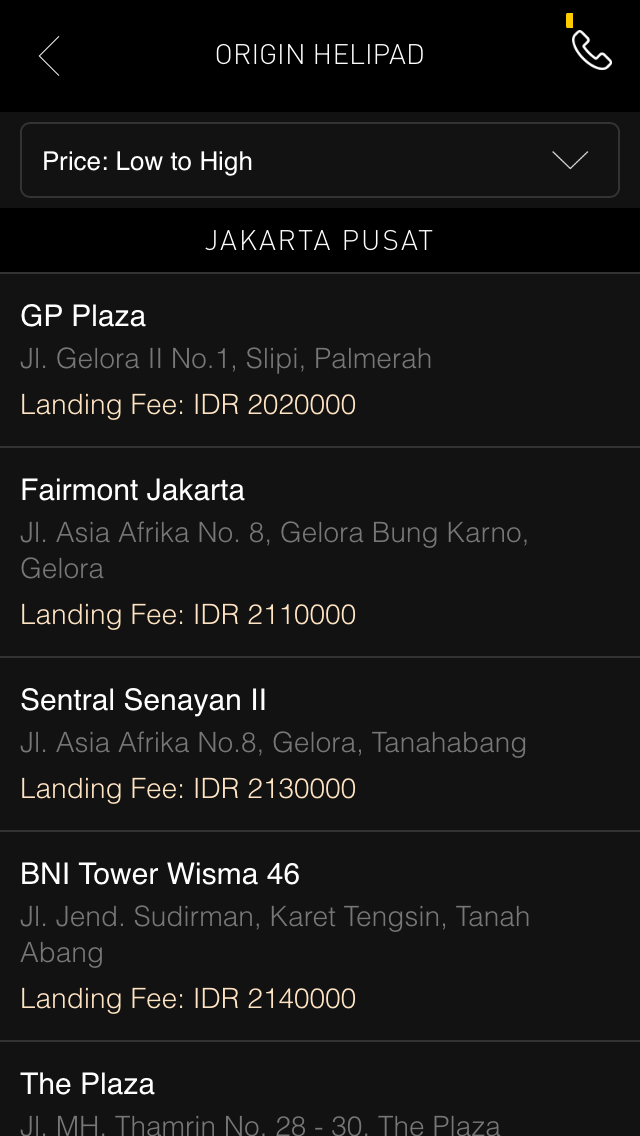 ORIGIN HELIPAD
Price: Low to High
JAKARTA PUSAT
GP Plaza
Jl. Gelora II No.1, Slipi, Palmerah
Landing Fee: IDR 2020000
Fairmont Jakarta
Jl. Asia Afrika No. 8, Gelora Bung Karno,
Gelora
Landing Fee: IDR 2110000
Sentral Senayan II
Jl. Asia Afrika No.8, Gelora, Tanahabang
Landing Fee: IDR 2130000
BNI Tower Wisma 46
Jl. Jend. Sudirman, Karet Tengsin, Tanah
Abang
Landing Fee: IDR 2140000
The Plaza
Jl. MH. Thamrin No. 28 - 30, The Plaza